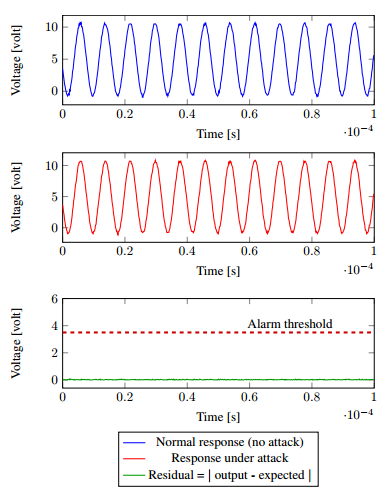 10
5
0
Voltage [volt]
0 0.2 0.4 0.6 0.8 1
Time [s]
·10⁻⁴
10
5
0
Voltage [volt]
0 0.2 0.4 0.6 0.8 1
Time [s]
·10⁻⁴
6
4
2
0
Voltage [volt]
Alarm threshold
0 0.2 0.4 0.6 0.8 1
Time [s]
·10⁻⁴
Normal response (no attack)
Response under attack
Residual = | output - expected |